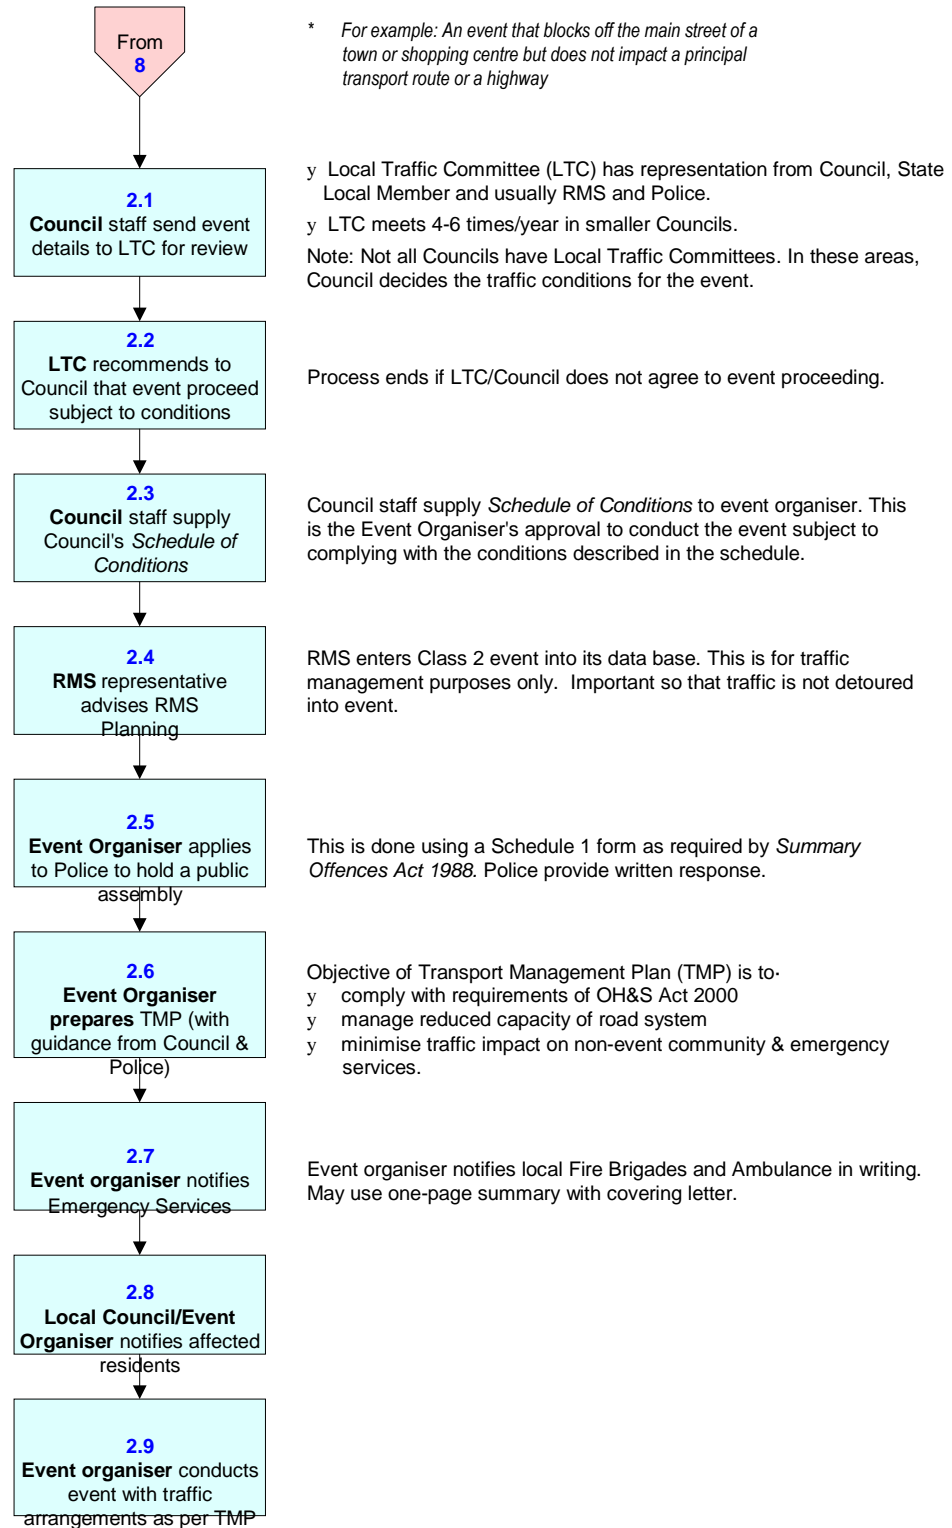 From
8
* For example: An event that blocks off the main street of a
town or shopping centre but does not impact a principal
transport route or a highway
2.1
Council staff send event
details to LTC for review
y Local Traffic Committee (LTC) has representation from Council, State
Local Member and usually RMS and Police.
y LTC meets 4-6 times/year in smaller Councils.
Note: Not all Councils have Local Traffic Committees. In these areas,
Council decides the traffic conditions for the event.
2.2
LTC recommends to
Council that event proceed
subject to conditions
Process ends if LTC/Council does not agree to event proceeding.
2.3
Council staff supply
Council's Schedule of
Conditions
Council staff supply Schedule of Conditions to event organiser. This
is the Event Organiser's approval to conduct the event subject to
complying with the conditions described in the schedule.
2.4
RMS representative
advises RMS
Planning
RMS enters Class 2 event into its data base. This is for traffic
management purposes only. Important so that traffic is not detoured
into event.
2.5
Event Organiser applies
to Police to hold a public
assembly
This is done using a Schedule 1 form as required by Summary
Offences Act 1988. Police provide written response.
2.6
Event Organiser
prepares TMP (with
guidance from Council &
Police)
Objective of Transport Management Plan (TMP) is to·
y comply with requirements of OH&S Act 2000
y manage reduced capacity of road system
y minimise traffic impact on non-event community & emergency
services.
2.7
Event organiser notifies
Emergency Services
Event organiser notifies local Fire Brigades and Ambulance in writing.
May use one-page summary with covering letter.
2.8
Local Council/Event
Organiser notifies affected
residents
2.9
Event organiser conducts
event with traffic
arrangements as per TMP